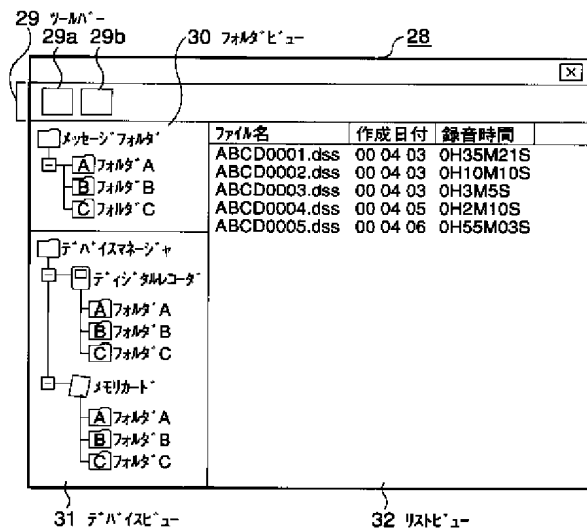 29 ﾂｰﾙﾊﾞｰ
29a 29b
30 ﾌｫﾙﾀﾞﾋﾞｭｰ
28
ﾒｯｾｰｼﾞﾌｫﾙﾀﾞ
A ﾌｫﾙﾀﾞA
B ﾌｫﾙﾀﾞB
C ﾌｫﾙﾀﾞC
ﾃﾞﾊﾞｲｽﾏﾈｰｼﾞｬ
ﾃﾞｨｼﾞﾀﾙﾚｺｰﾀﾞ
A ﾌｫﾙﾀﾞA
B ﾌｫﾙﾀﾞB
C ﾌｫﾙﾀﾞC
ﾒﾓﾘｶｰﾄﾞ
A ﾌｫﾙﾀﾞA
B ﾌｫﾙﾀﾞB
C ﾌｫﾙﾀﾞC
ﾌｧｲﾙ名 作成日付 録音時間
ABCD0001.dss 00 04 03 0H35M21S
ABCD0002.dss 00 04 03 0H10M10S
ABCD0003.dss 00 04 03 0H3M5S
ABCD0004.dss 00 04 05 0H2M10S
ABCD0005.dss 00 04 06 0H55M03S
31 ﾃﾞﾊﾞｲｽﾋﾞｭｰ
32 ﾘｽﾄﾋﾞｭｰ